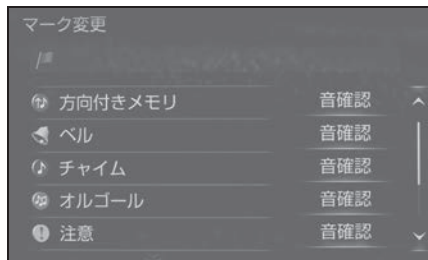 マーク変更
方向付きメモリ 音確認
ベル 音確認
チャイム 音確認
オルゴール 音確認
注意 音確認